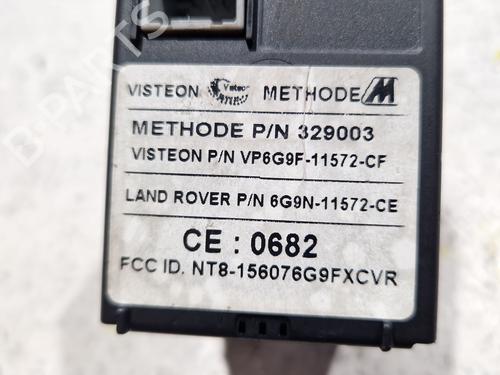 VISTEON Visteon METHODE
METHODE P/N 329003
VISTEON P/N VP6G9F-11572-CF
LAND ROVER P/N 6G9N-11572-CE
CE : 0682
FCC ID. NT8-156076G9FXCVR